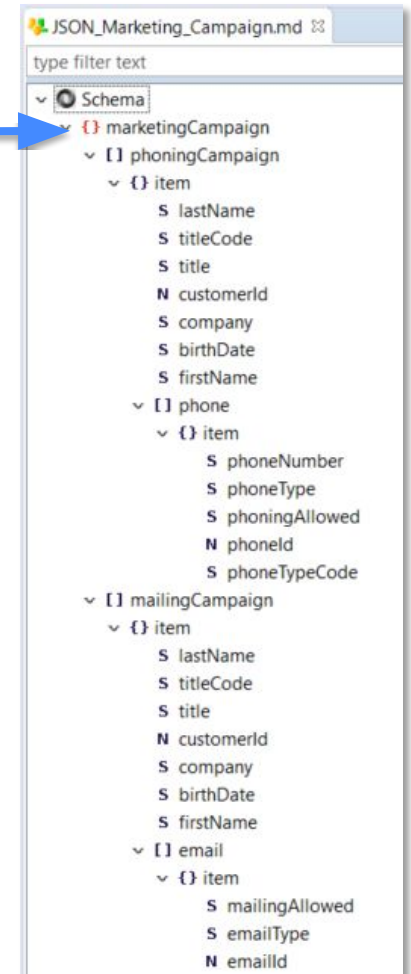 JSON_Marketing_Campaign.md
type filter text
Schema
{} marketingCampaign
[] phoningCampaign
{} item
S lastName
S titleCode
S title
N customerId
S company
S birthDate
S firstName
[] phone
{} item
S phoneNumber
S phoneType
S phoningAllowed
N phoneId
S phoneTypeCode
[] mailingCampaign
{} item
S lastName
S titleCode
S title
N customerId
S company
S birthDate
S firstName
[] email
{} item
S mailingAllowed
S emailType
N emailId